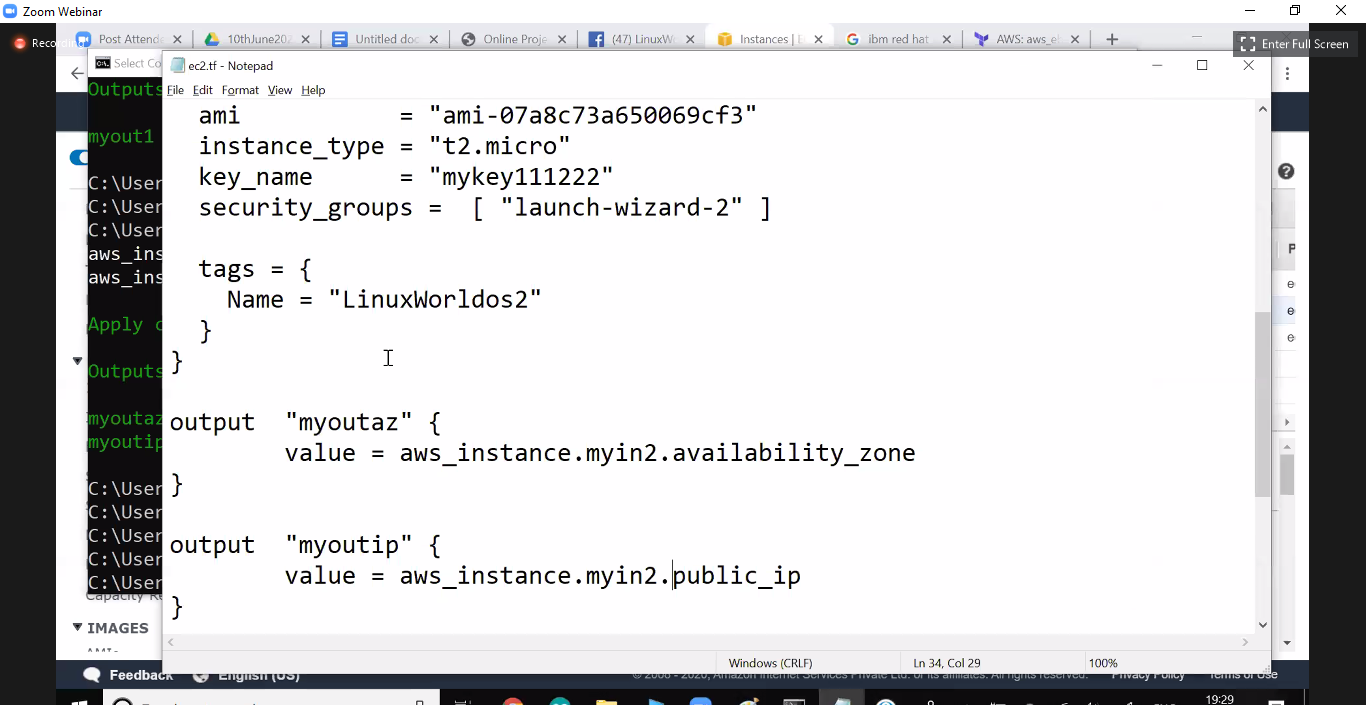 Zoom Webinar
Recording
Post Attende
10thJune202
Untitled doc
Online Proje
(47) LinuxWo
Instances | E
ibm red hat
AWS: aws_eb
Enter Full Screen
Select Co
ec2.tf - Notepad
File Edit Format View Help
Outputs
myout1
C:\User
C:\User
C:\User
aws_ins
aws_ins
Apply c
Outputs
myoutaz
myoutip
C:\User
C:\User
C:\User
C:\User
C:\User
ami = "ami-07a8c73a650069cf3"
instance_type = "t2.micro"
key_name = "mykey111222"
security_groups = [ "launch-wizard-2" ]
tags = {
Name = "LinuxWorldos2"
}
}
output "myoutaz" {
value = aws_instance.myin2.availability_zone
}
output "myoutip" {
value = aws_instance.myin2.public_ip
}
Capacity Re
IMAGES
AMIs
Windows (CRLF)
Ln 34, Col 29
100%
Feedback
English (US)
© 2006 - 2020, Amazon Internet Services Private Ltd. or its affiliates. All rights reserved.
Privacy Policy
Terms of Use
19:29